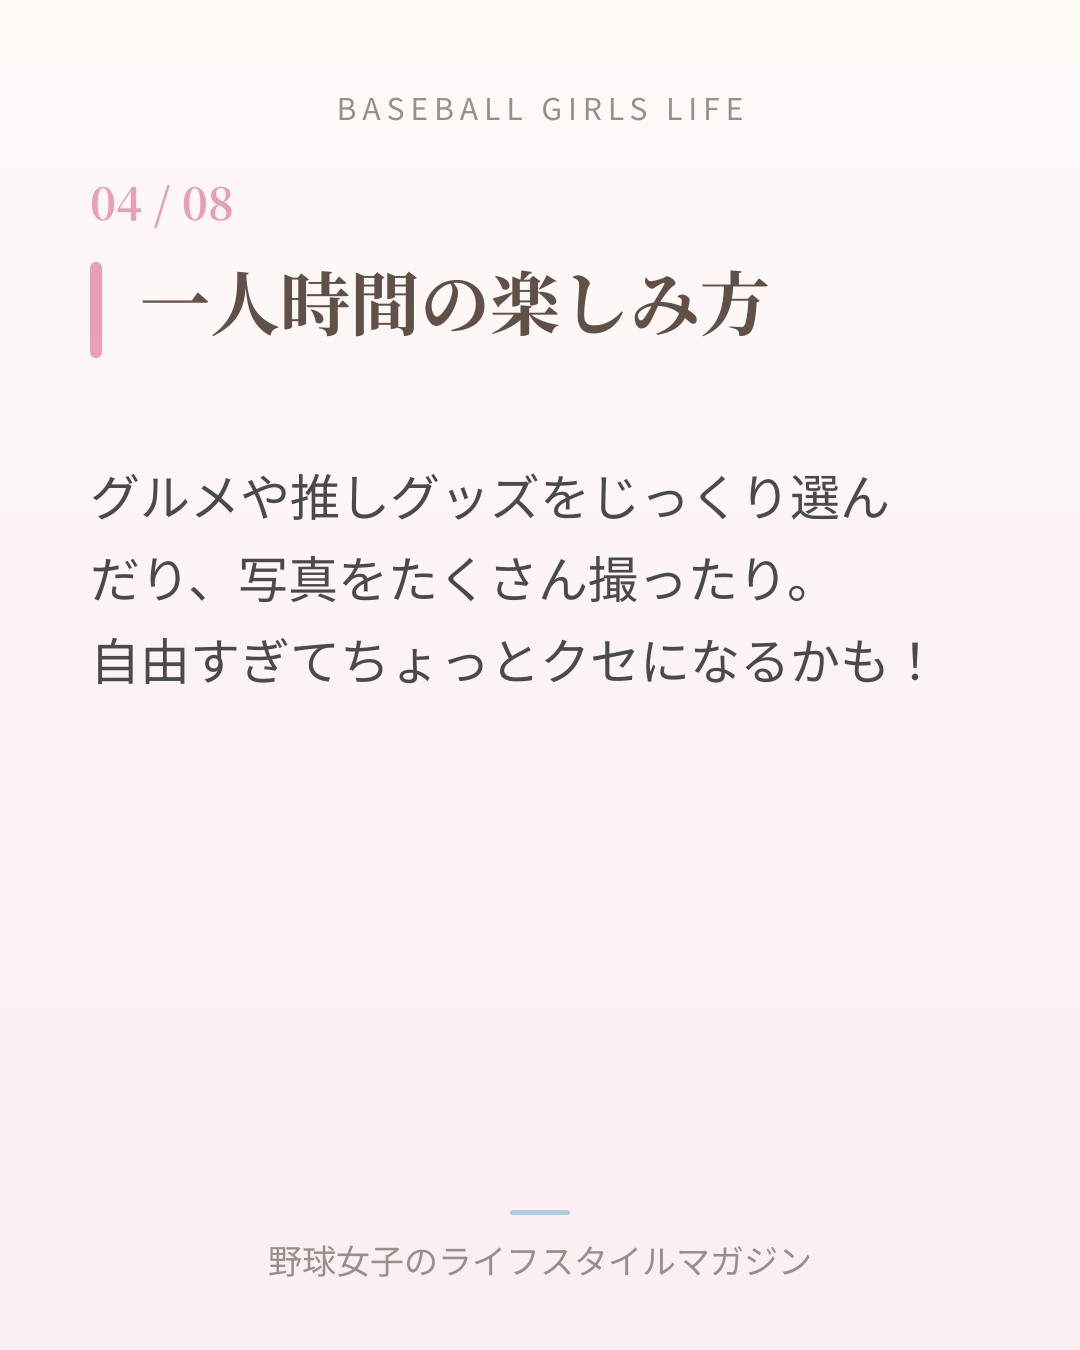 BASEBALL GIRLS LIFE
04 / 08
一人時間の楽しみ方
グルメや推しグッズをじっくり選ん
だり、写真をたくさん撮ったり。
自由すぎてちょっとクセになるかも！
野球女子のライフスタイルマガジン